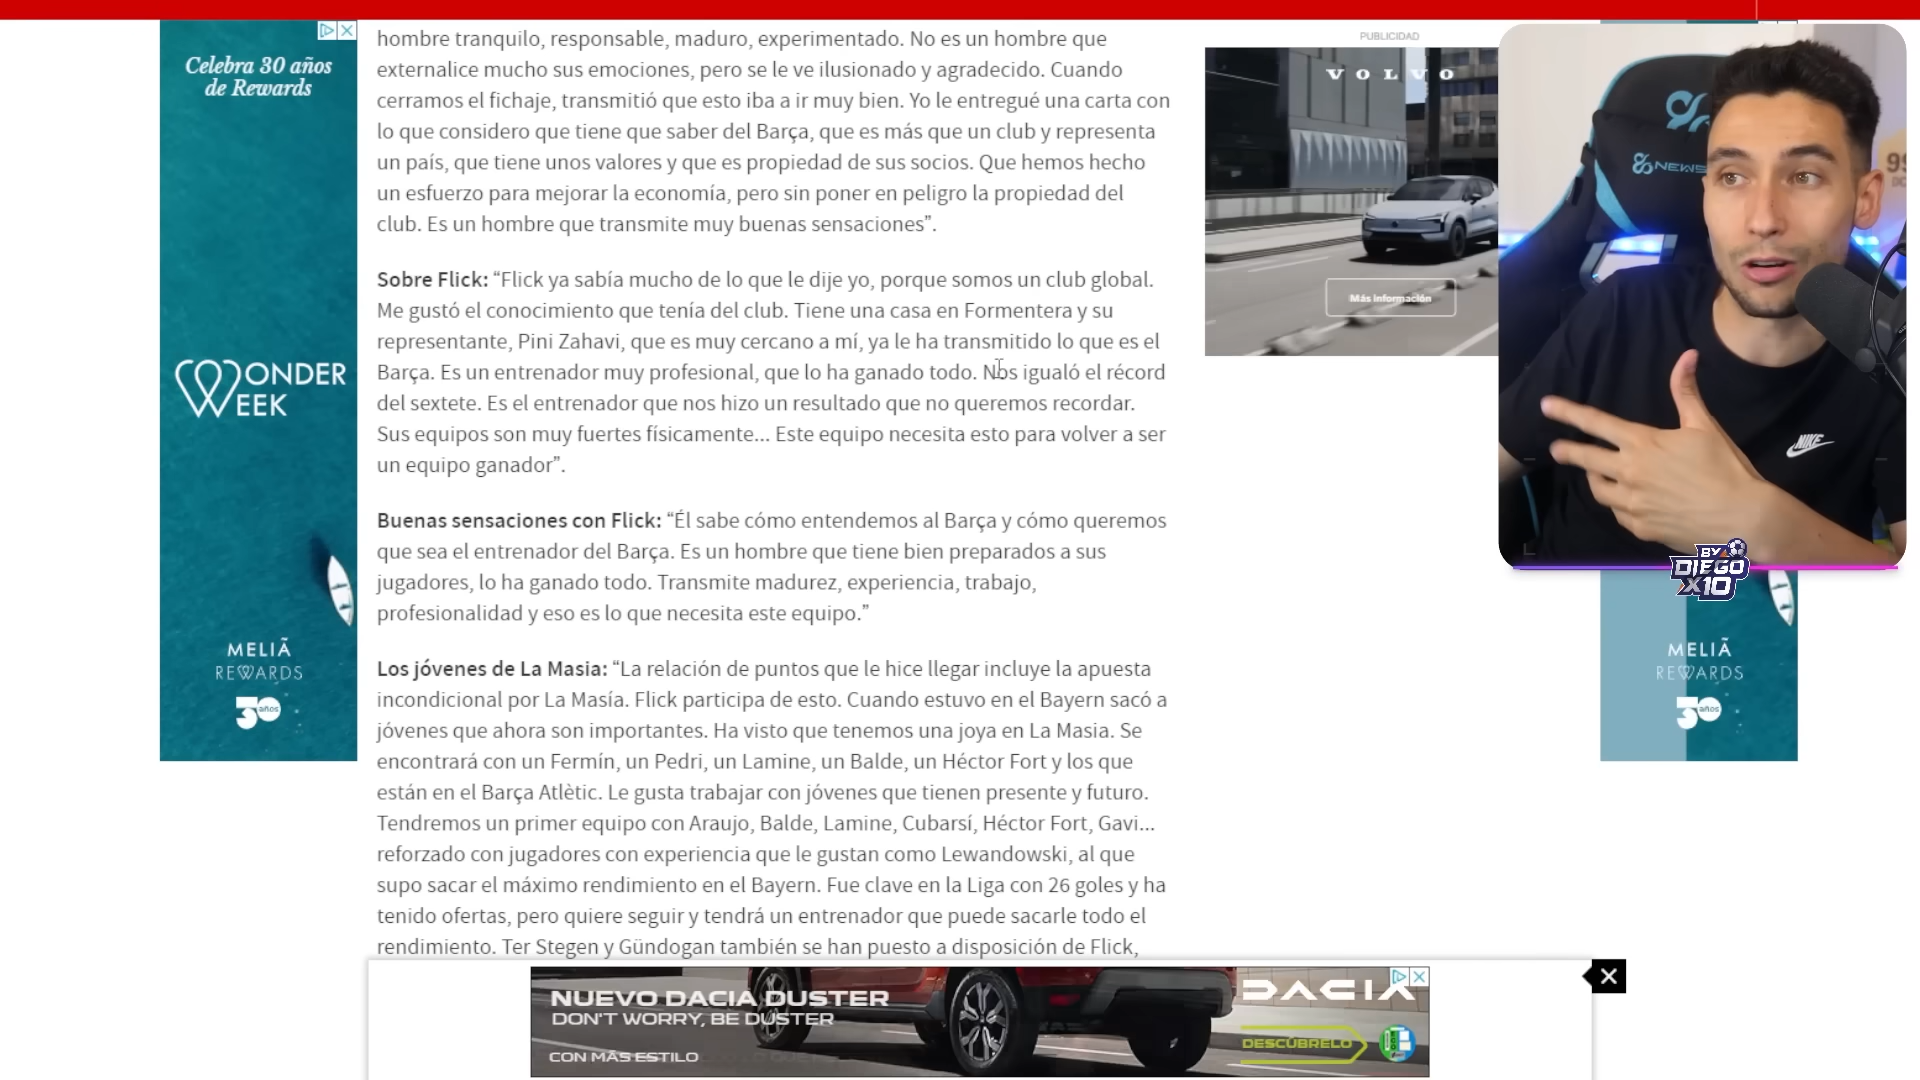 Celebra 30 años
de Rewards
WONDER
WEEK
MELIÃ
REWARDS
30
años
hombre tranquilo, responsable, maduro, experimentado. No es un hombre que
externalice mucho sus emociones, pero se le ve ilusionado y agradecido. Cuando
cerramos el fichaje, transmitió que esto iba a ir muy bien. Yo le entregué una carta con
lo que considero que tiene que saber del Barça, que es más que un club y representa
un país, que tiene unos valores y que es propiedad de sus socios. Que hemos hecho
un esfuerzo para mejorar la economía, pero sin poner en peligro la propiedad del
club. Es un hombre que transmite muy buenas sensaciones”.
Sobre Flick: “Flick ya sabía mucho de lo que le dije yo, porque somos un club global.
Me gustó el conocimiento que tenía del club. Tiene una casa en Formentera y su
representante, Pini Zahavi, que es muy cercano a mí, ya le ha transmitido lo que es el
Barça. Es un entrenador muy profesional, que lo ha ganado todo. Nos igualó el récord
del sextete. Es el entrenador que nos hizo un resultado que no queremos recordar.
Sus equipos son muy fuertes físicamente... Este equipo necesita esto para volver a ser
un equipo ganador”.
Buenas sensaciones con Flick: “Él sabe cómo entendemos al Barça y cómo queremos
que sea el entrenador del Barça. Es un hombre que tiene bien preparados a sus
jugadores, lo ha ganado todo. Transmite madurez, experiencia, trabajo,
profesionalidad y eso es lo que necesita este equipo.”
Los jóvenes de La Masia: “La relación de puntos que le hice llegar incluye la apuesta
incondicional por La Masía. Flick participa de esto. Cuando estuvo en el Bayern sacó a
jóvenes que ahora son importantes. Ha visto que tenemos una joya en La Masia. Se
encontrará con un Fermín, un Pedri, un Lamine, un Balde, un Héctor Fort y los que
están en el Barça Atlètic. Le gusta trabajar con jóvenes que tienen presente y futuro.
Tendremos un primer equipo con Araujo, Balde, Lamine, Cubarsí, Héctor Fort, Gavi...
reforzado con jugadores con experiencia que le gustan como Lewandowski, al que
supo sacar el máximo rendimiento en el Bayern. Fue clave en la Liga con 26 goles y ha
tenido ofertas, pero quiere seguir y tendrá un entrenador que puede sacarle todo el
rendimiento. Ter Stegen y Gündogan también se han puesto a disposición de Flick,
PUBLICIDAD
VOLVO
Más información
NEWS
NIKE
BY
DIEGO
X10
MELIÃ
REWARDS
30
años
NUEVO DACIA DUSTER
DON'T WORRY, BE DUSTER
CON MÁS ESTILO
DACIA
DESCÚBRELO